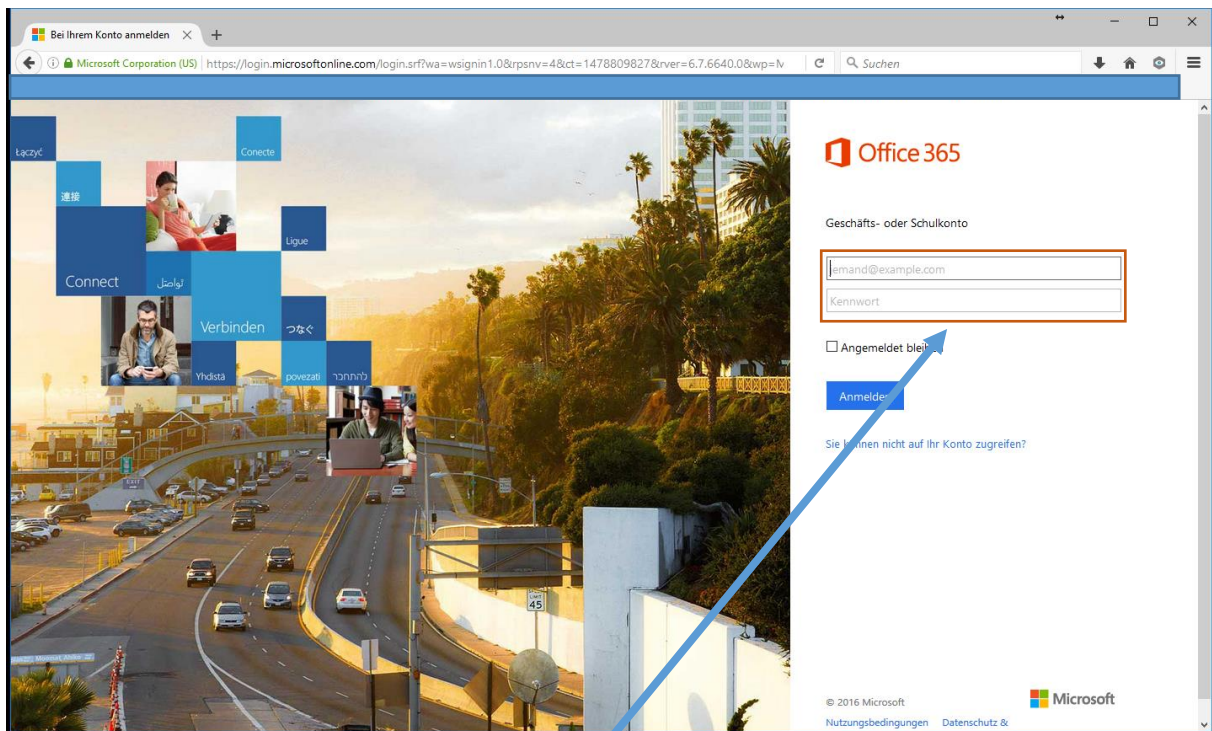 Bei Ihrem Konto anmelden
Microsoft Corporation (US) https://login.microsoftonline.com/login.srf?wa=wsignin1.0&rpsnv=4&ct=1478809827&rver=6.7.6640.0&wp=M
Suchen
Łączyć
Conecte
連接
Ligue
Connect
تواصل
Verbinden
つなぐ
Yhdistä
povezati
להתחבר
EXIT
LIMIT
45
Office 365
Geschäfts- oder Schulkonto
jemand@example.com
Kennwort
Angemeldet bleiben
Anmelden
Sie können nicht auf Ihr Konto zugreifen?
© 2016 Microsoft
Microsoft
Nutzungsbedingungen Datenschutz &